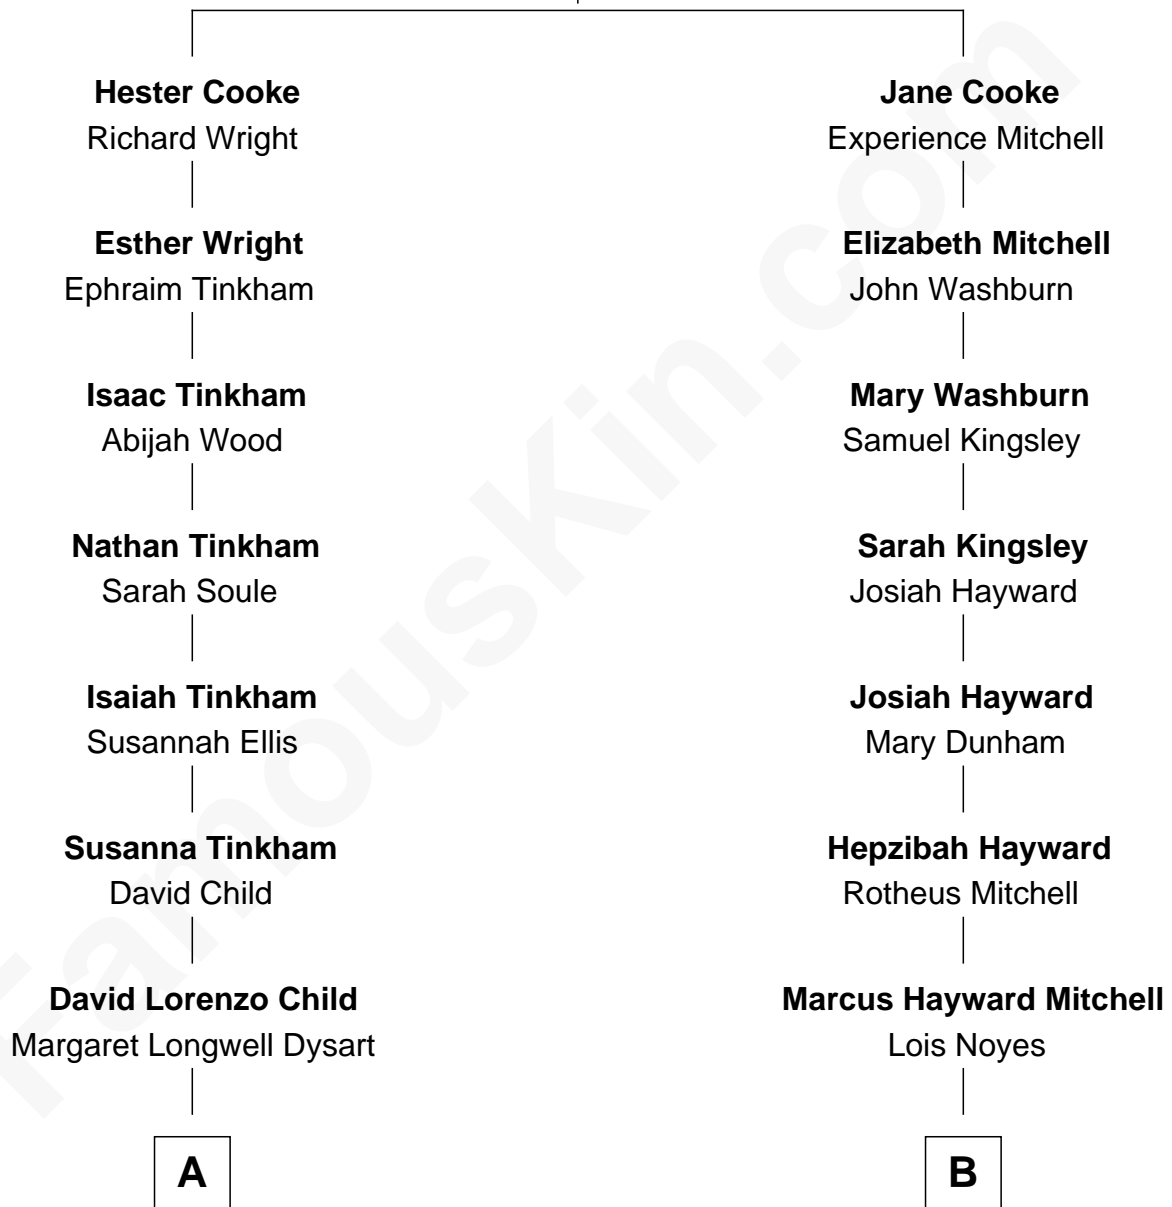 Hester Cooke
Richard Wright
Esther Wright
Ephraim Tinkham
Isaac Tinkham
Abijah Wood
Nathan Tinkham
Sarah Soule
Isaiah Tinkham
Susannah Ellis
Susanna Tinkham
David Child
David Lorenzo Child
Margaret Longwell Dysart
A
Jane Cooke
Experience Mitchell
Elizabeth Mitchell
John Washburn
Mary Washburn
Samuel Kingsley
Sarah Kingsley
Josiah Hayward
Josiah Hayward
Mary Dunham
Hepzibah Hayward
Rotheus Mitchell
Marcus Hayward Mitchell
Lois Noyes
B
FamousKin.com